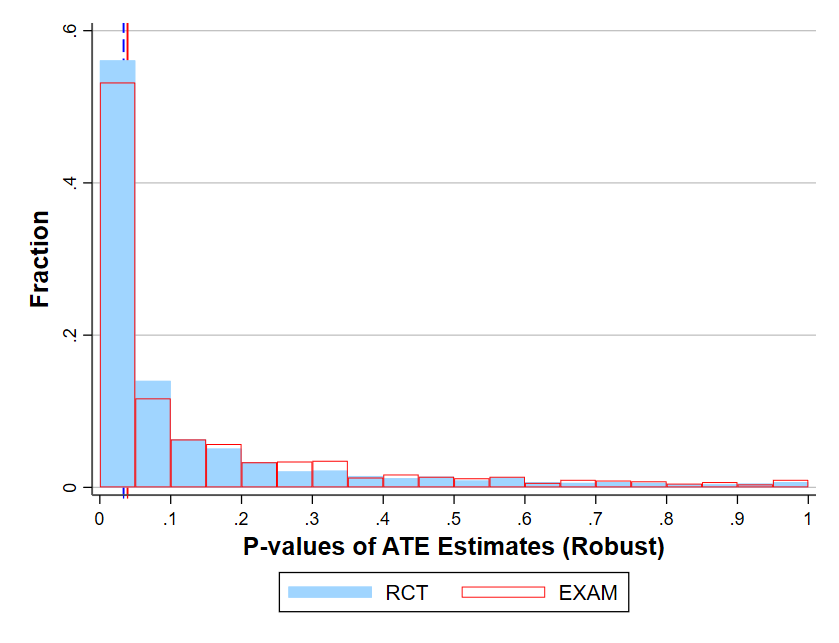 .6
.4
.2
0
Fraction
0 .1 .2 .3 .4 .5 .6 .7 .8 .9 1
P-values of ATE Estimates (Robust)
RCT EXAM